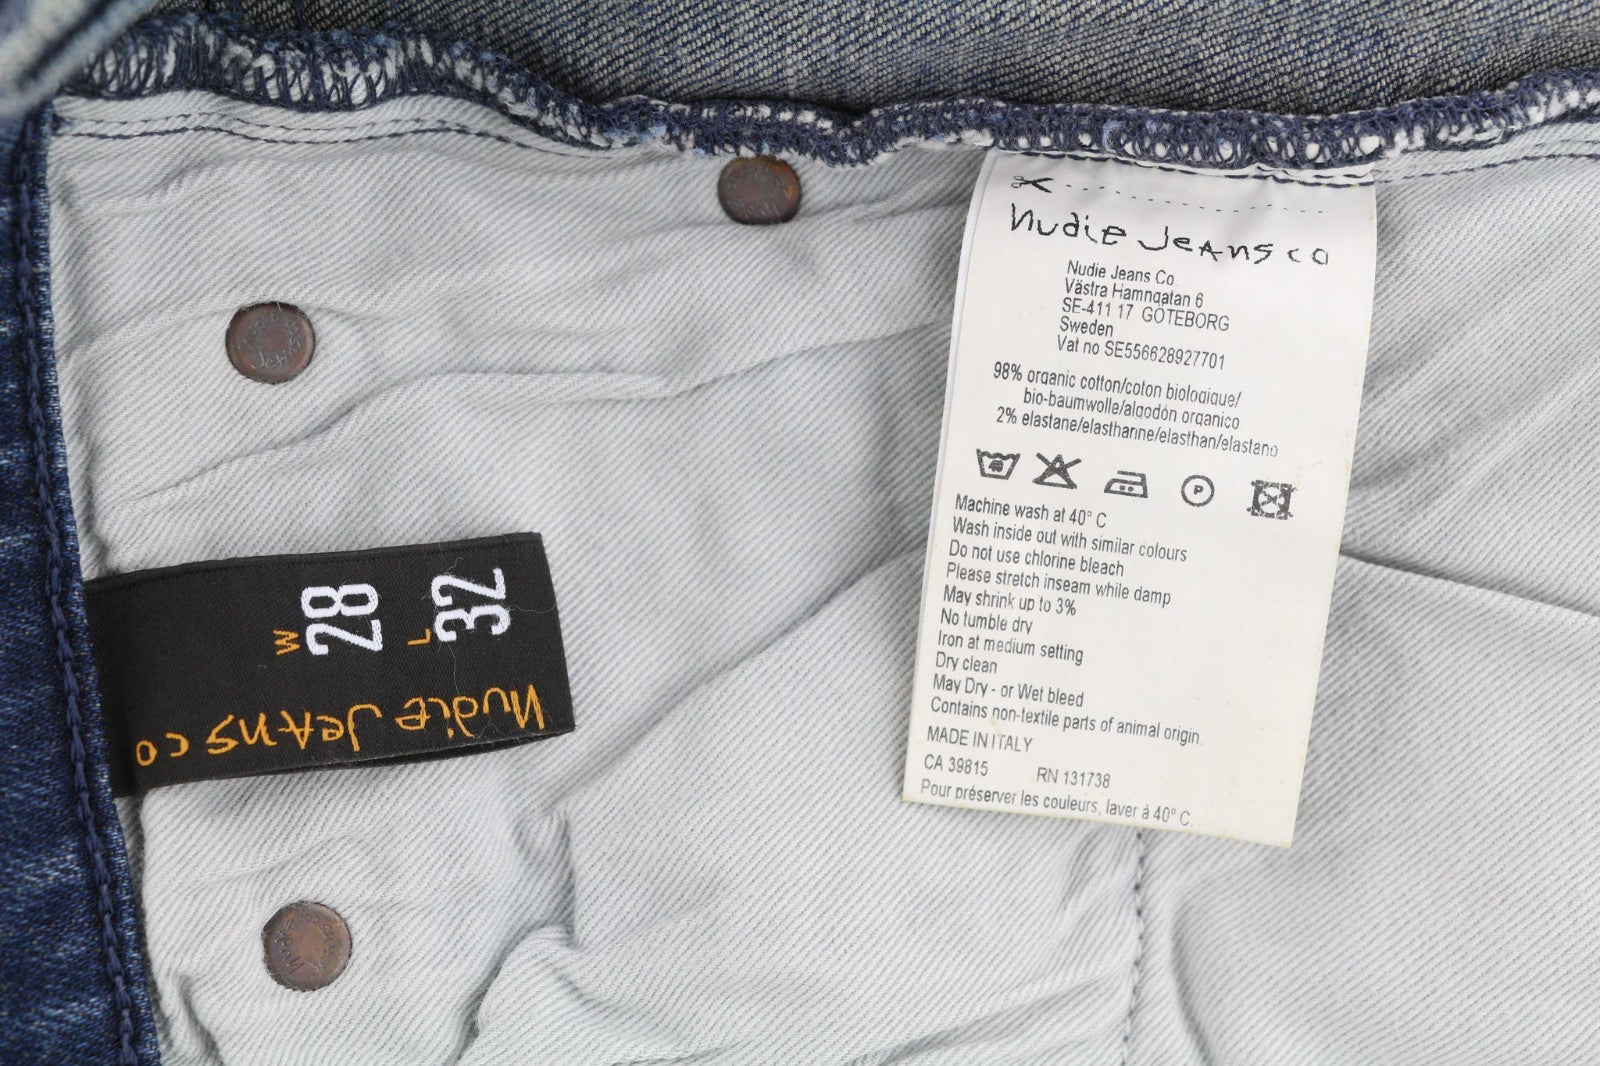 Nudie Jeans co
Nudie Jeans Co
Västra Hamngatan 6
SE-411 17 GÖTEBORG
Sweden
Vat no SE556628927701
98% organic cotton/coton biologique/
bio-baumwolle/algodón organico
2% elastane/elasthanne/elasthan/elastano
P
Machine wash at 40° C
Wash inside out with similar colours
Do not use chlorine bleach
Please stretch inseam while damp
May shrink up to 3%
No tumble dry
Iron at medium setting
Dry clean
May Dry - or Wet bleed
Contains non-textile parts of animal origin.
MADE IN ITALY
CA 39815 RN 131738
Pour préserver les couleurs, laver à 40° C.
W 28
L 32
Nudie Jeans co